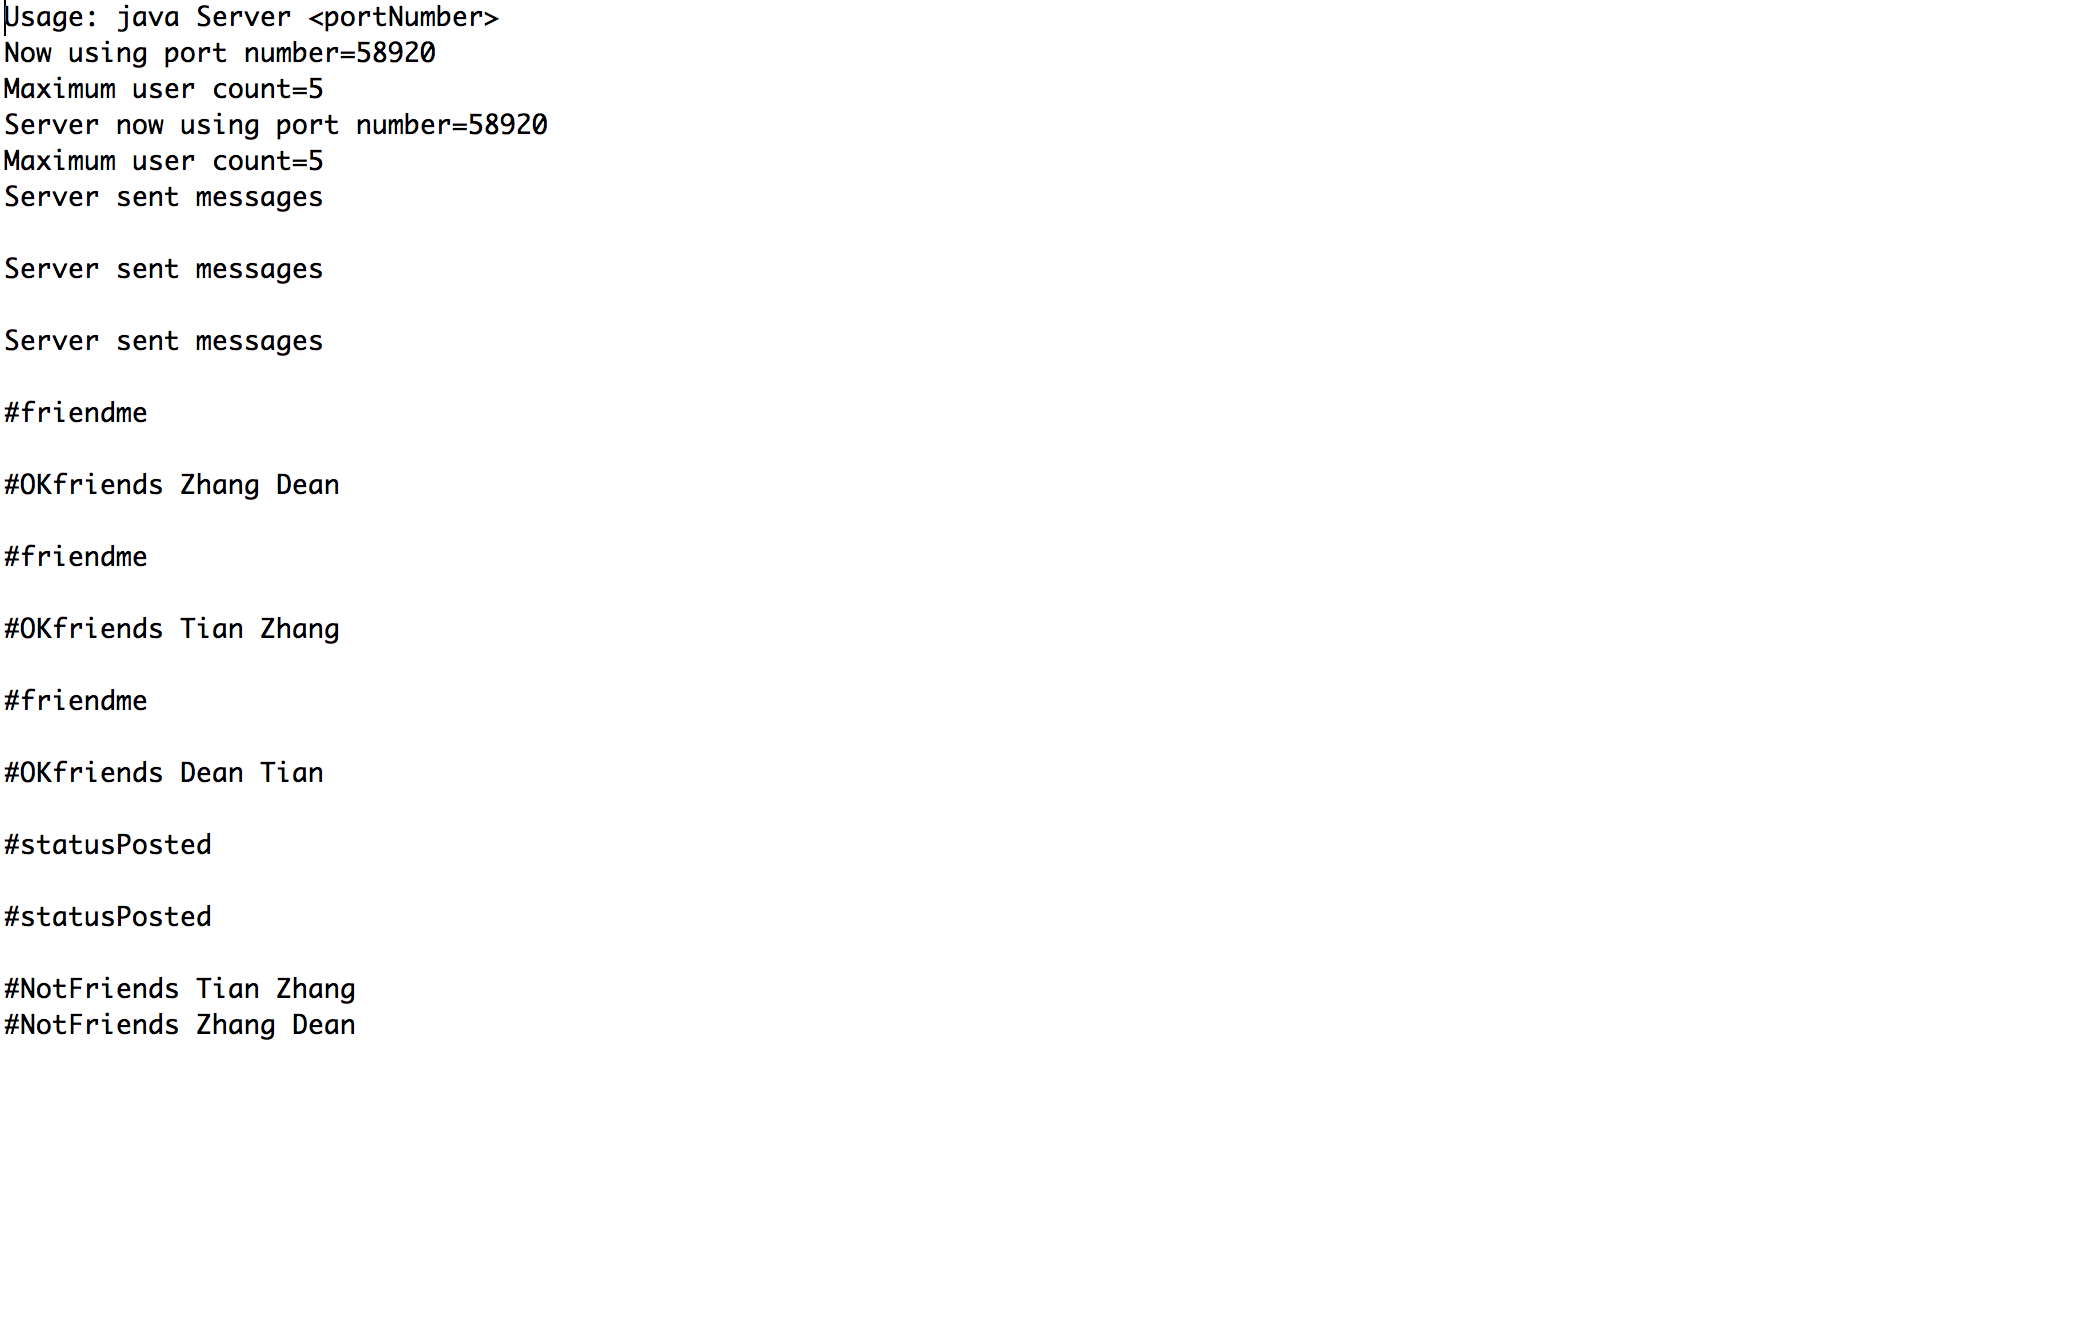 Usage: java Server <portNumber>
Now using port number=58920
Maximum user count=5
Server now using port number=58920
Maximum user count=5
Server sent messages
Server sent messages
Server sent messages
#friendme
#OKfriends Zhang Dean
#friendme
#OKfriends Tian Zhang
#friendme
#OKfriends Dean Tian
#statusPosted
#statusPosted
#NotFriends Tian Zhang
#NotFriends Zhang Dean